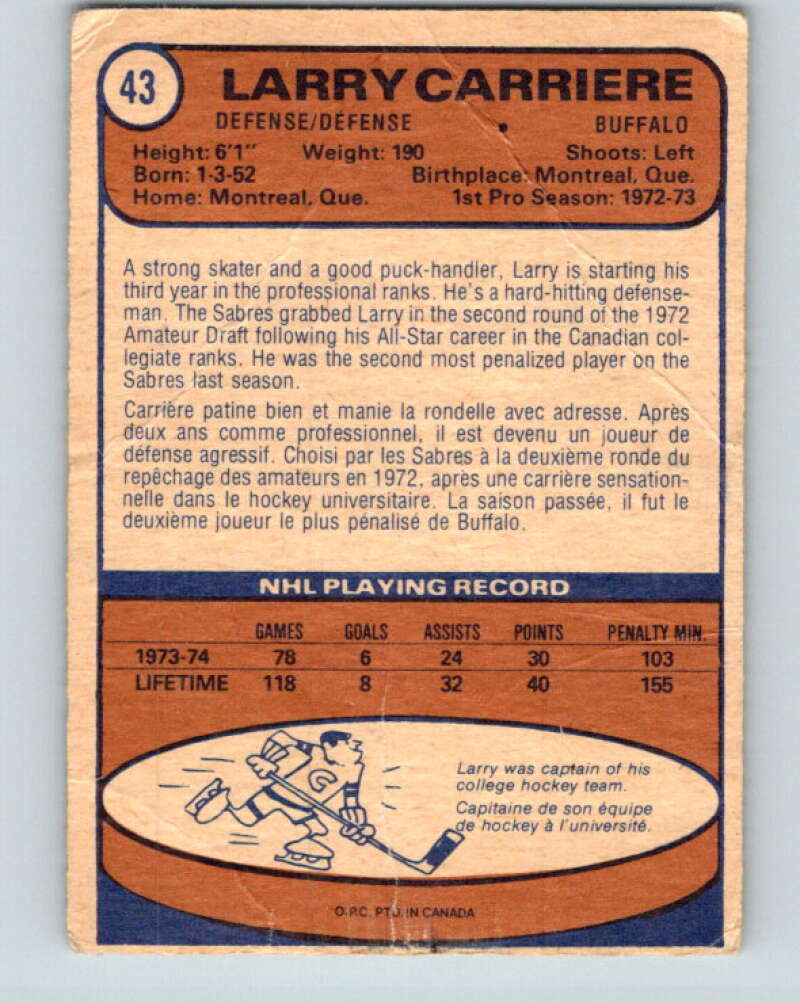 43
LARRY CARRIERE
DEFENSE/DÉFENSE • BUFFALO
Height: 6'1" Weight: 190 Shoots: Left
Born: 1-3-52 Birthplace: Montreal, Que.
Home: Montreal, Que. 1st Pro Season: 1972-73
A strong skater and a good puck-handler, Larry is starting his
third year in the professional ranks. He's a hard-hitting defense-
man. The Sabres grabbed Larry in the second round of the 1972
Amateur Draft following his All-Star career in the Canadian col-
legiate ranks. He was the second most penalized player on the
Sabres last season.
Carrière patine bien et manie la rondelle avec adresse. Après
deux ans comme professionnel, il est devenu un joueur de
défense agressif. Choisi par les Sabres à la deuxième ronde du
repêchage des amateurs en 1972, après une carrière sensation-
nelle dans le hockey universitaire. La saison passée, il fut le
deuxième joueur le plus pénalisé de Buffalo.
NHL PLAYING RECORD
GAMES GOALS ASSISTS POINTS PENALTY MIN.
1973-74 78 6 24 30 103
LIFETIME 118 8 32 40 155
C
Larry was captain of his
college hockey team.
Capitaine de son équipe
de hockey à l'université.
O.P.C. PTD. IN CANADA